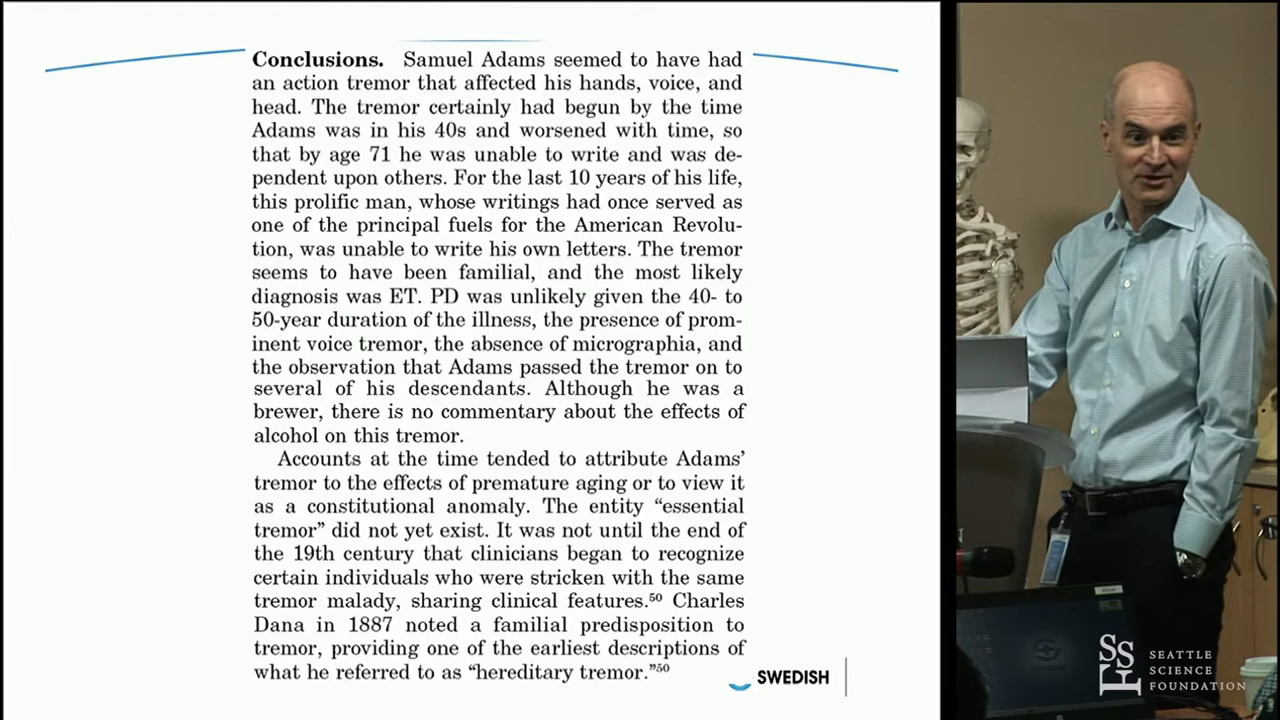 Conclusions. Samuel Adams seemed to have had
an action tremor that affected his hands, voice, and
head. The tremor certainly had begun by the time
Adams was in his 40s and worsened with time, so
that by age 71 he was unable to write and was de-
pendent upon others. For the last 10 years of his life,
this prolific man, whose writings had once served as
one of the principal fuels for the American Revolu-
tion, was unable to write his own letters. The tremor
seems to have been familial, and the most likely
diagnosis was ET. PD was unlikely given the 40- to
50-year duration of the illness, the presence of prom-
inent voice tremor, the absence of micrographia, and
the observation that Adams passed the tremor on to
several of his descendants. Although he was a
brewer, there is no commentary about the effects of
alcohol on this tremor.
Accounts at the time tended to attribute Adams’
tremor to the effects of premature aging or to view it
as a constitutional anomaly. The entity “essential
tremor” did not yet exist. It was not until the end of
the 19th century that clinicians began to recognize
certain individuals who were stricken with the same
tremor malady, sharing clinical features.⁵⁰ Charles
Dana in 1887 noted a familial predisposition to
tremor, providing one of the earliest descriptions of
what he referred to as “hereditary tremor.”⁵⁰
SWEDISH
SSF
SEATTLE
SCIENCE
FOUNDATION